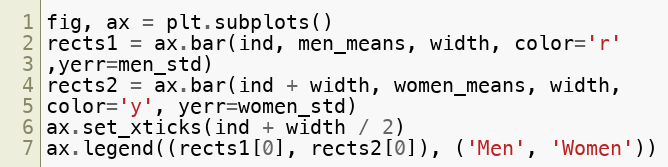 1 fig, ax = plt.subplots()
2 rects1 = ax.bar(ind, men_means, width, color='r'
3 ,yerr=men_std)
4 rects2 = ax.bar(ind + width, women_means, width,
5 color='y', yerr=women_std)
6 ax.set_xticks(ind + width / 2)
7 ax.legend((rects1[0], rects2[0]), ('Men', 'Women'))